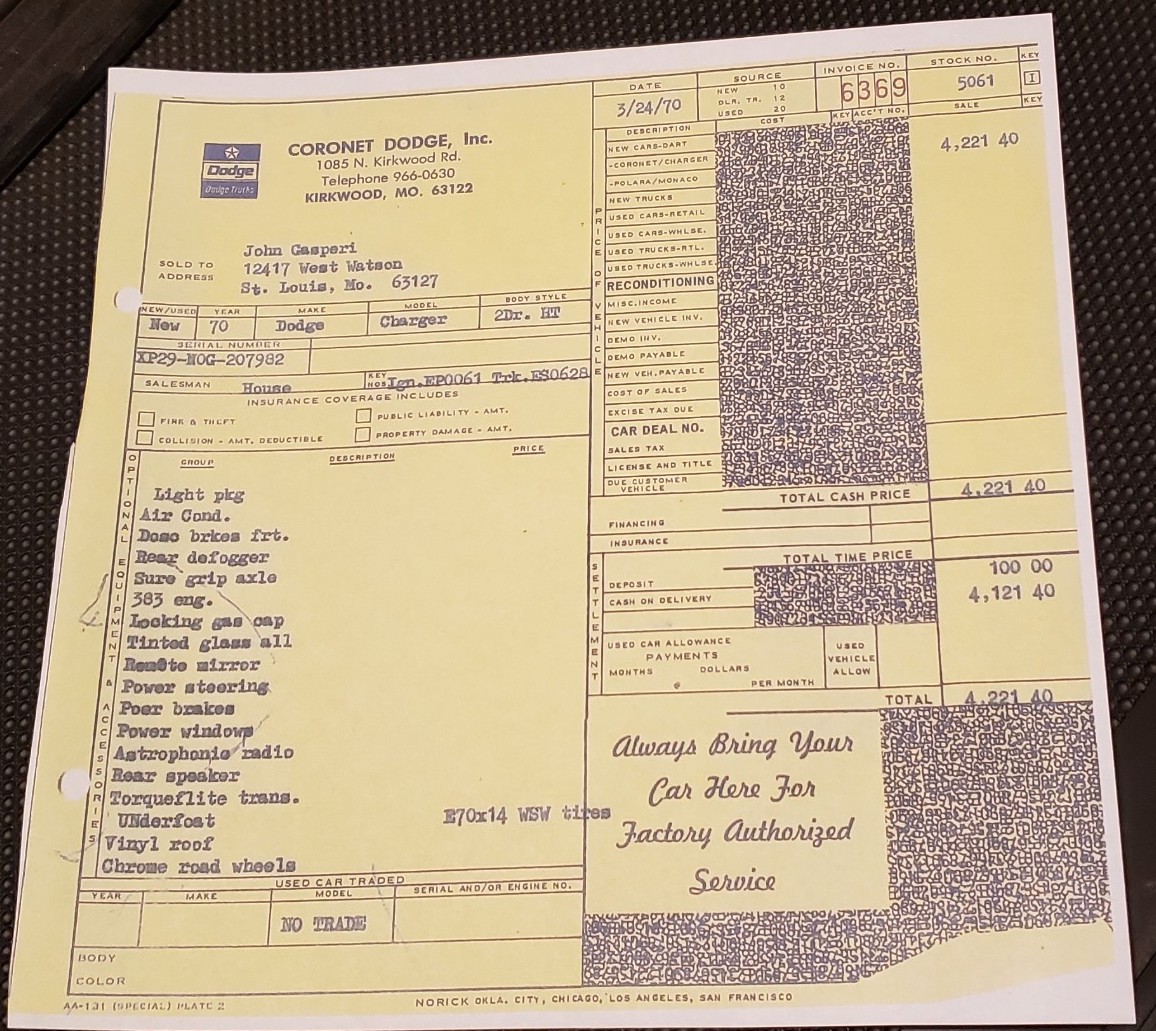 CORONET DODGE, Inc.
1085 N. Kirkwood Rd.
Telephone 966-0630
KIRKWOOD, MO. 63122
Dodge
Dodge Trucks
SOLD TO John Gasperi
ADDRESS 12417 West Watson
St. Louis, Mo. 63127
DATE 3/24/70
SOURCE
NEW 10
DLR. TR. 12
USED 20
INVOICE NO. 6369
STOCK NO. 5061
KEY I
NEW/USED YEAR MAKE MODEL BODY STYLE
New 70 Dodge Charger 2Dr. HT
SERIAL NUMBER
XP29-NOG-207982
SALESMAN House
KEY NOS Ign.EP0061 Trk.ES0628
INSURANCE COVERAGE INCLUDES
FIRE & THEFT
PUBLIC LIABILITY - AMT.
COLLISION - AMT. DEDUCTIBLE
PROPERTY DAMAGE - AMT.
OPTIONAL EQUIPMENT & ACCESSORIES
GROUP DESCRIPTION PRICE
Light pkg
Air Cond.
Dosc brkes frt.
Rear defogger
Sure grip axle
383 eng.
Locking gas cap
Tinted glass all
Remote mirror
Power steering
Poer brakes
Power windows
Astrophonic radio
Rear speaker
Torqueflite trans.
UNderfoat
E70x14 WSW tires
Vinyl roof
Chrome road wheels
USED CAR TRADED
YEAR MAKE MODEL SERIAL AND/OR ENGINE NO.
NO TRADE
BODY
COLOR
AA-131 (SPECIAL) PLATE 2
NORICK OKLA. CITY, CHICAGO, LOS ANGELES, SAN FRANCISCO
DESCRIPTION COST KEY ACC'T NO. SALE KEY
PRICE OF VEHICLE
NEW CARS-DART 4,221 40
-CORONET/CHARGER
-POLARA/MONACO
NEW TRUCKS
USED CARS-RETAIL
USED CARS-WHLSE.
USED TRUCKS-RTL.
USED TRUCKS-WHLSE.
RECONDITIONING
MISC.INCOME
NEW VEHICLE INV.
DEMO INV.
DEMO PAYABLE
NEW VEH.PAYABLE
COST OF SALES
EXCISE TAX DUE
CAR DEAL NO.
SALES TAX
LICENSE AND TITLE
DUE CUSTOMER VEHICLE
TOTAL CASH PRICE 4,221 40
FINANCING
INSURANCE
TOTAL TIME PRICE
SETTLEMENT
DEPOSIT 100 00
CASH ON DELIVERY 4,121 40
USED CAR ALLOWANCE
PAYMENTS
MONTHS DOLLARS
@ PER MONTH
USED VEHICLE ALLOW
TOTAL 4,221 40
Always Bring Your
Car Here For
Factory Authorized
Service